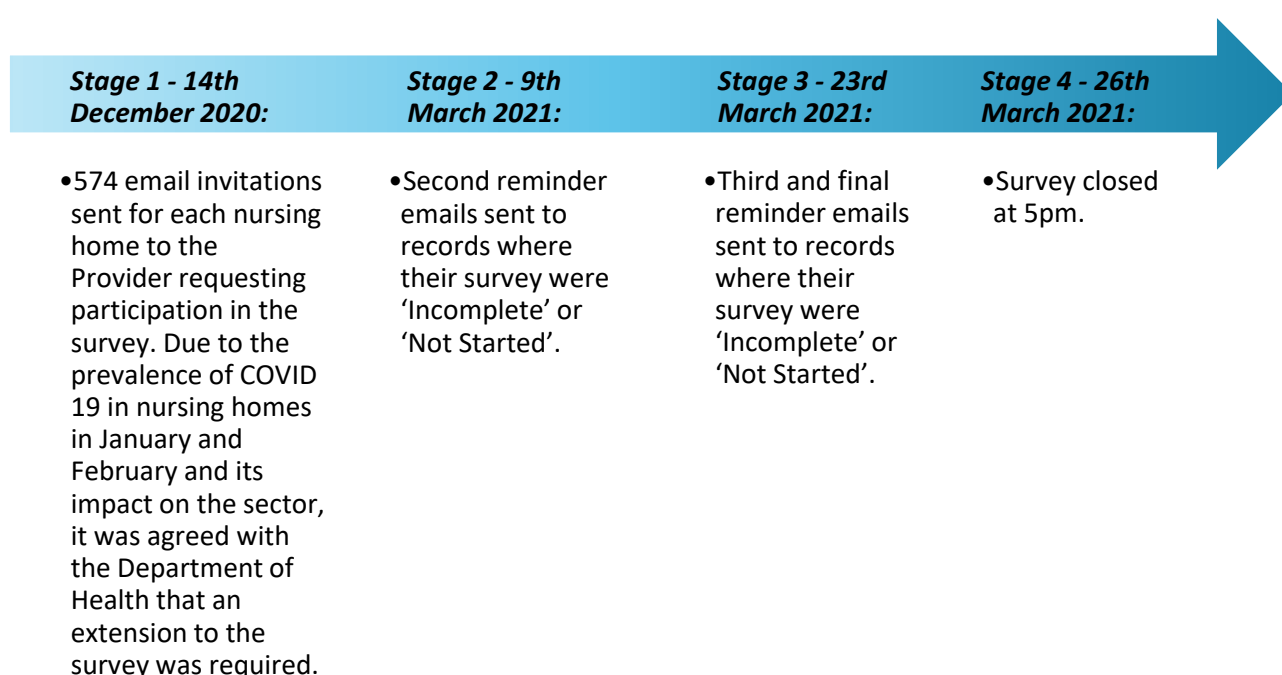 Stage 1 - 14th
December 2020:
•574 email invitations
sent for each nursing
home to the
Provider requesting
participation in the
survey. Due to the
prevalence of COVID
19 in nursing homes
in January and
February and its
impact on the sector,
it was agreed with
the Department of
Health that an
extension to the
survey was required.
Stage 2 - 9th
March 2021:
•Second reminder
emails sent to
records where
their survey were
‘Incomplete’ or
‘Not Started’.
Stage 3 - 23rd
March 2021:
•Third and final
reminder emails
sent to records
where their
survey were
‘Incomplete’ or
‘Not Started’.
Stage 4 - 26th
March 2021:
•Survey closed
at 5pm.